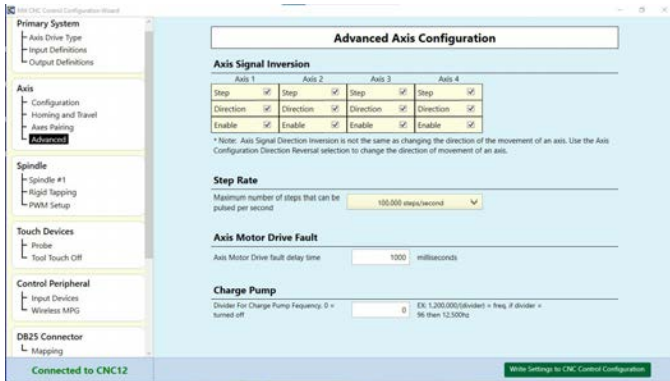 Mill CNC Control Configuration Wizard
Primary System
Axis Drive Type
Input Definitions
Output Definitions
Axis
Configuration
Homing and Travel
Axes Pairing
Advanced
Spindle
Spindle #1
Rigid Tapping
PWM Setup
Touch Devices
Probe
Tool Touch Off
Control Peripheral
Input Devices
Wireless MPG
DB25 Connector
Mapping
Connected to CNC12
Advanced Axis Configuration
Axis Signal Inversion
Axis 1 Axis 2 Axis 3 Axis 4
Step Step Step Step
Direction Direction Direction Direction
Enable Enable Enable Enable
* Note: Axis Signal Direction Inversion is not the same as changing the direction of the movement of an axis. Use the Axis
Configuration Direction Reversal selection to change the direction of movement of an axis.
Step Rate
Maximum number of steps that can be
pulsed per second
100,000 steps/second
Axis Motor Drive Fault
Axis Motor Drive fault delay time 1000 milliseconds
Charge Pump
Divider For Charge Pump Fequency, 0 =
turned off
0
EX: 1,200,000/(divider) = freq, if divider =
96 then 12,500hz
Write Settings to CNC Control Configuration